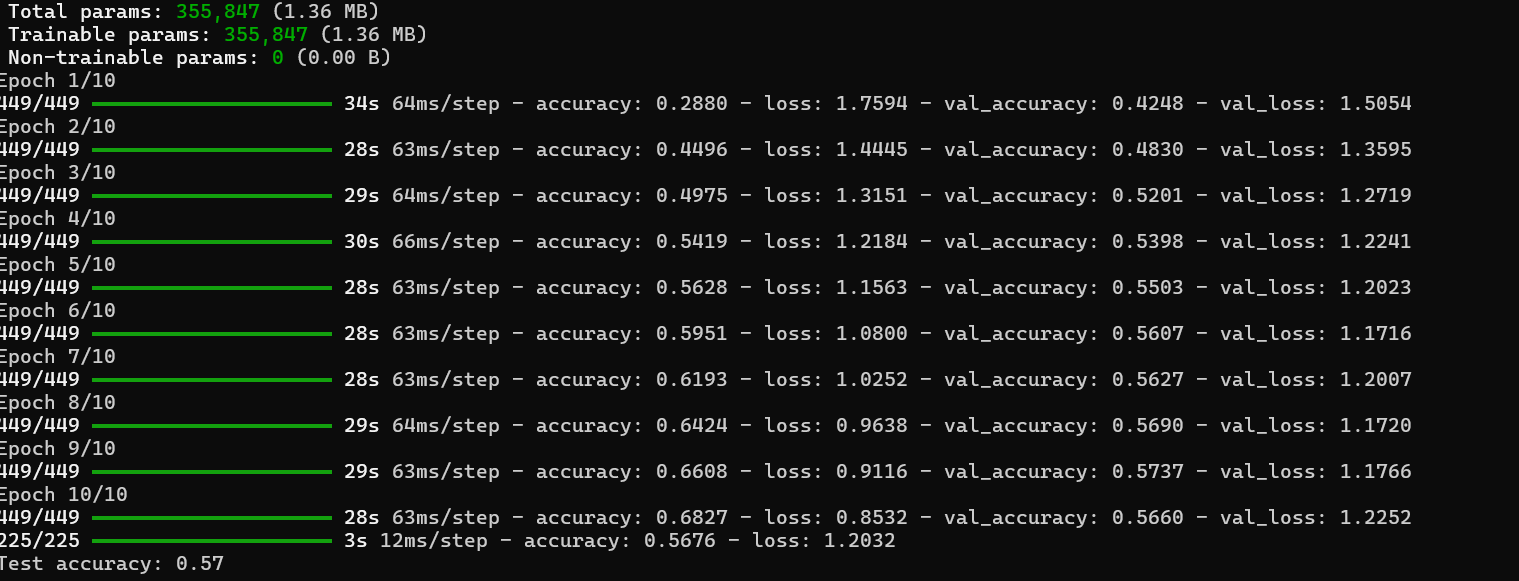 Total params: 355,847 (1.36 MB)
Trainable params: 355,847 (1.36 MB)
Non-trainable params: 0 (0.00 B)
Epoch 1/10
449/449 ━━━━━━━━━━━━━━━━━━━━ 34s 64ms/step - accuracy: 0.2880 - loss: 1.7594 - val_accuracy: 0.4248 - val_loss: 1.5054
Epoch 2/10
449/449 ━━━━━━━━━━━━━━━━━━━━ 28s 63ms/step - accuracy: 0.4496 - loss: 1.4445 - val_accuracy: 0.4830 - val_loss: 1.3595
Epoch 3/10
449/449 ━━━━━━━━━━━━━━━━━━━━ 29s 64ms/step - accuracy: 0.4975 - loss: 1.3151 - val_accuracy: 0.5201 - val_loss: 1.2719
Epoch 4/10
449/449 ━━━━━━━━━━━━━━━━━━━━ 30s 66ms/step - accuracy: 0.5419 - loss: 1.2184 - val_accuracy: 0.5398 - val_loss: 1.2241
Epoch 5/10
449/449 ━━━━━━━━━━━━━━━━━━━━ 28s 63ms/step - accuracy: 0.5628 - loss: 1.1563 - val_accuracy: 0.5503 - val_loss: 1.2023
Epoch 6/10
449/449 ━━━━━━━━━━━━━━━━━━━━ 28s 63ms/step - accuracy: 0.5951 - loss: 1.0800 - val_accuracy: 0.5607 - val_loss: 1.1716
Epoch 7/10
449/449 ━━━━━━━━━━━━━━━━━━━━ 28s 63ms/step - accuracy: 0.6193 - loss: 1.0252 - val_accuracy: 0.5627 - val_loss: 1.2007
Epoch 8/10
449/449 ━━━━━━━━━━━━━━━━━━━━ 29s 64ms/step - accuracy: 0.6424 - loss: 0.9638 - val_accuracy: 0.5690 - val_loss: 1.1720
Epoch 9/10
449/449 ━━━━━━━━━━━━━━━━━━━━ 29s 63ms/step - accuracy: 0.6608 - loss: 0.9116 - val_accuracy: 0.5737 - val_loss: 1.1766
Epoch 10/10
449/449 ━━━━━━━━━━━━━━━━━━━━ 28s 63ms/step - accuracy: 0.6827 - loss: 0.8532 - val_accuracy: 0.5660 - val_loss: 1.2252
225/225 ━━━━━━━━━━━━━━━━━━━━ 3s 12ms/step - accuracy: 0.5676 - loss: 1.2032
Test accuracy: 0.57